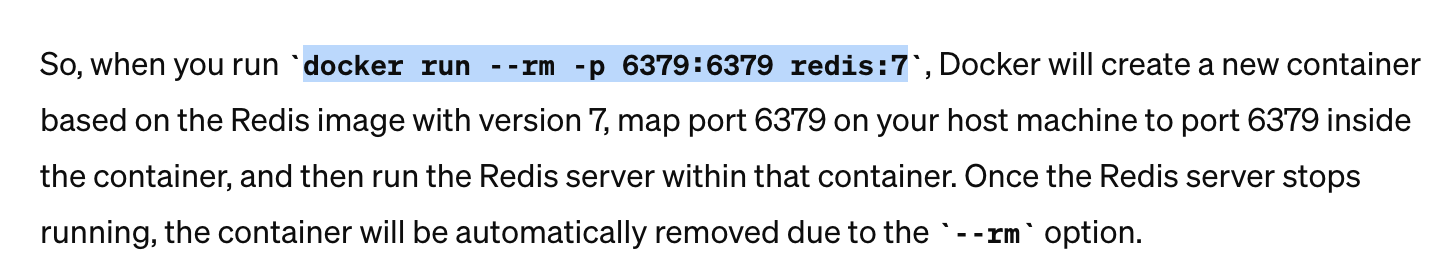 So, when you run `docker run --rm -p 6379:6379 redis:7`, Docker will create a new container
based on the Redis image with version 7, map port 6379 on your host machine to port 6379 inside
the container, and then run the Redis server within that container. Once the Redis server stops
running, the container will be automatically removed due to the `--rm` option.